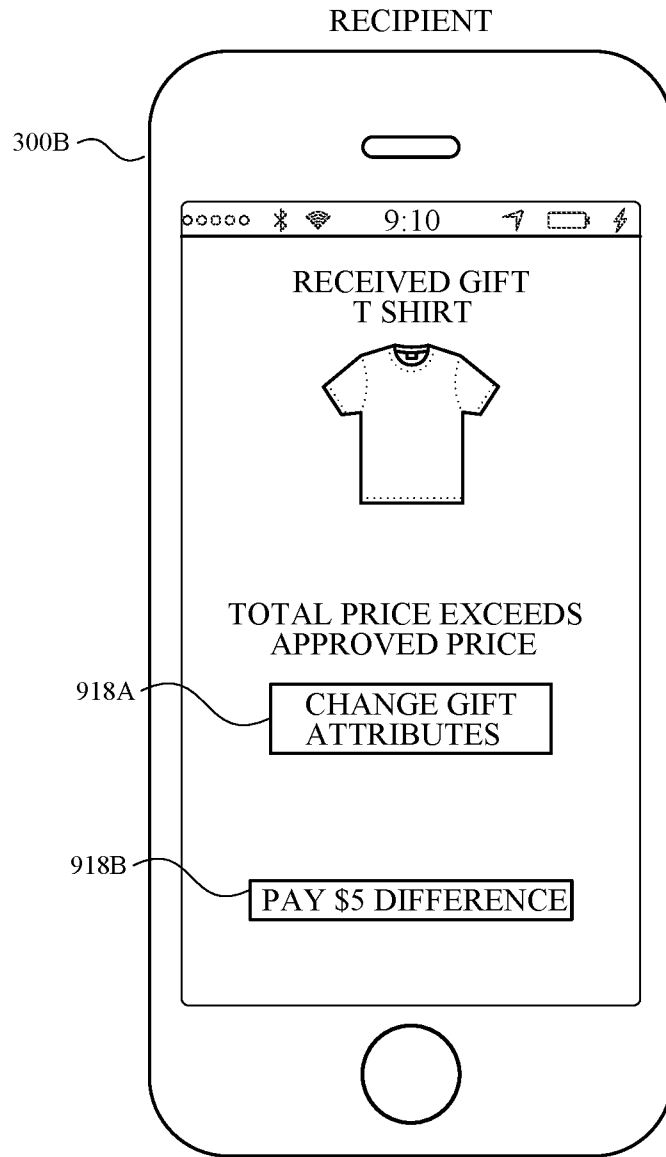 RECIPIENT
300B
9:10
RECEIVED GIFT
T SHIRT
TOTAL PRICE EXCEEDS
APPROVED PRICE
918A
CHANGE GIFT
ATTRIBUTES
918B
PAY $5 DIFFERENCE